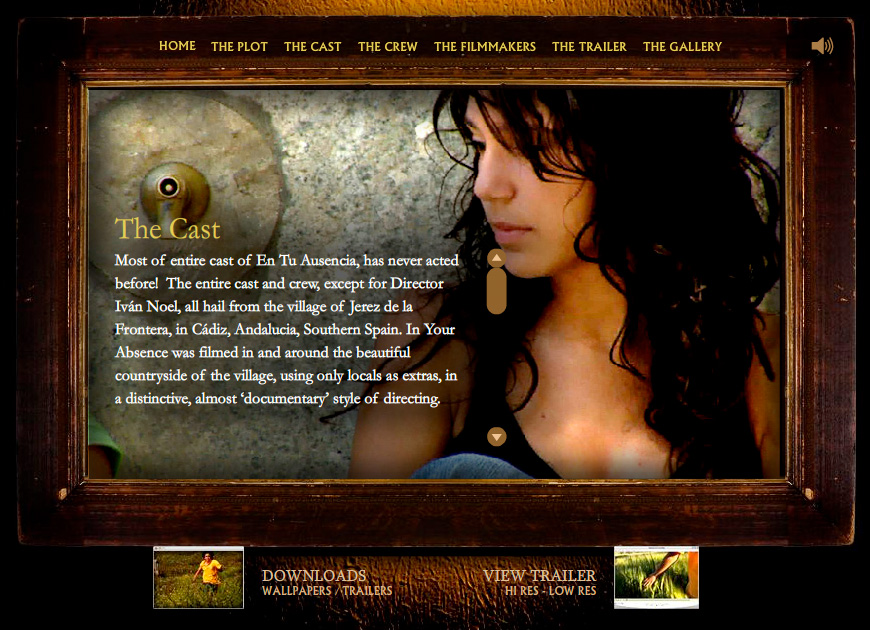 HOME THE PLOT THE CAST THE CREW THE FILMMAKERS THE TRAILER THE GALLERY
The Cast
Most of entire cast of En Tu Ausencia, has never acted
before!  The entire cast and crew, except for Director
Iván Noel, all hail from the village of Jerez de la
Frontera, in Cádiz, Andalucia, Southern Spain. In Your
Absence was filmed in and around the beautiful
countryside of the village, using only locals as extras, in
a distinctive, almost ‘documentary’ style of directing.
DOWNLOADS
WALLPAPERS / TRAILERS
VIEW TRAILER
HI RES - LOW RES